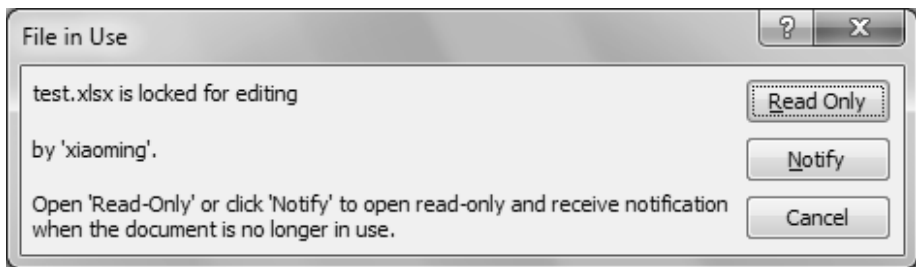 File in Use
test.xlsx is locked for editing
Read Only
by 'xiaoming'.
Notify
Open 'Read-Only' or click 'Notify' to open read-only and receive notification
when the document is no longer in use.
Cancel